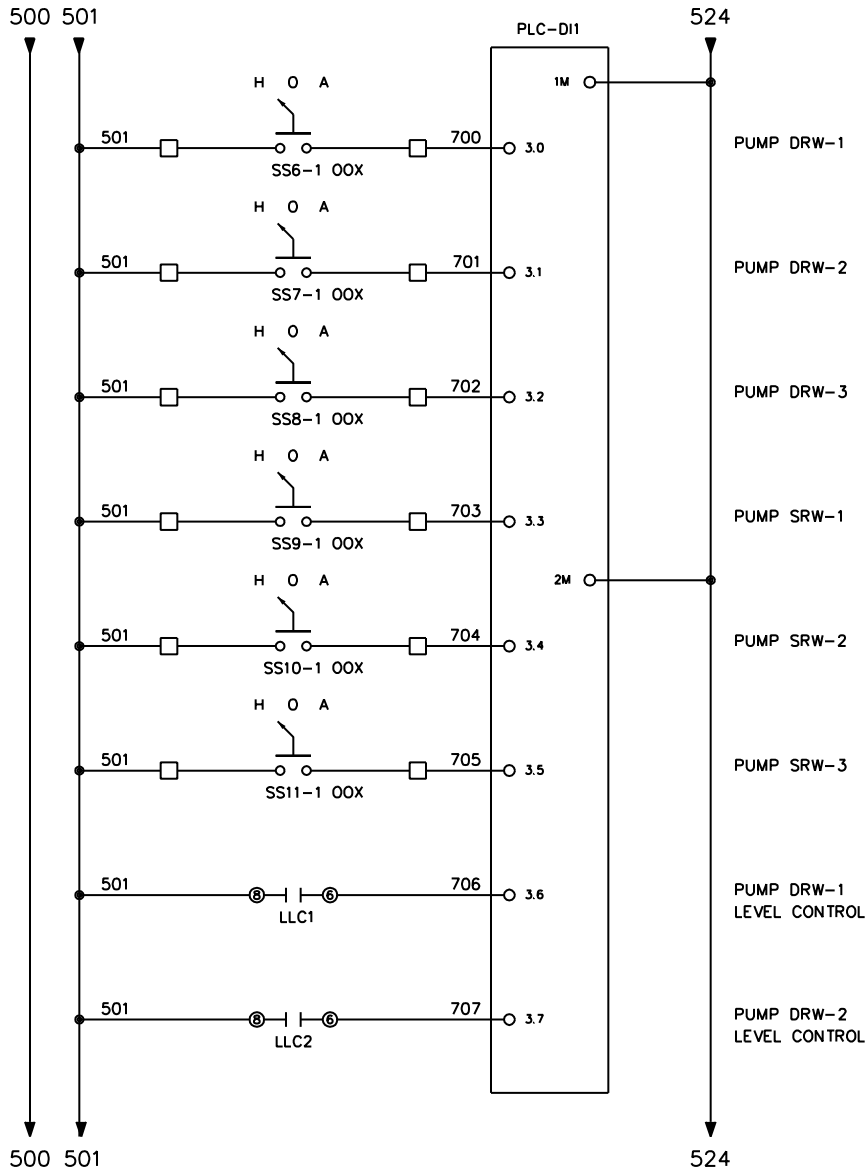 500 501 524
PLC-DI1
1M
H O A
501 700 3.0 PUMP DRW-1
SS6-1 OOX
H O A
501 701 3.1 PUMP DRW-2
SS7-1 OOX
H O A
501 702 3.2 PUMP DRW-3
SS8-1 OOX
H O A
501 703 3.3 PUMP SRW-1
SS9-1 OOX
2M
H O A
501 704 3.4 PUMP SRW-2
SS10-1 OOX
H O A
501 705 3.5 PUMP SRW-3
SS11-1 OOX
501 8 6 706 3.6 PUMP DRW-1
LEVEL CONTROL
LLC1
501 8 6 707 3.7 PUMP DRW-2
LEVEL CONTROL
LLC2
500 501 524